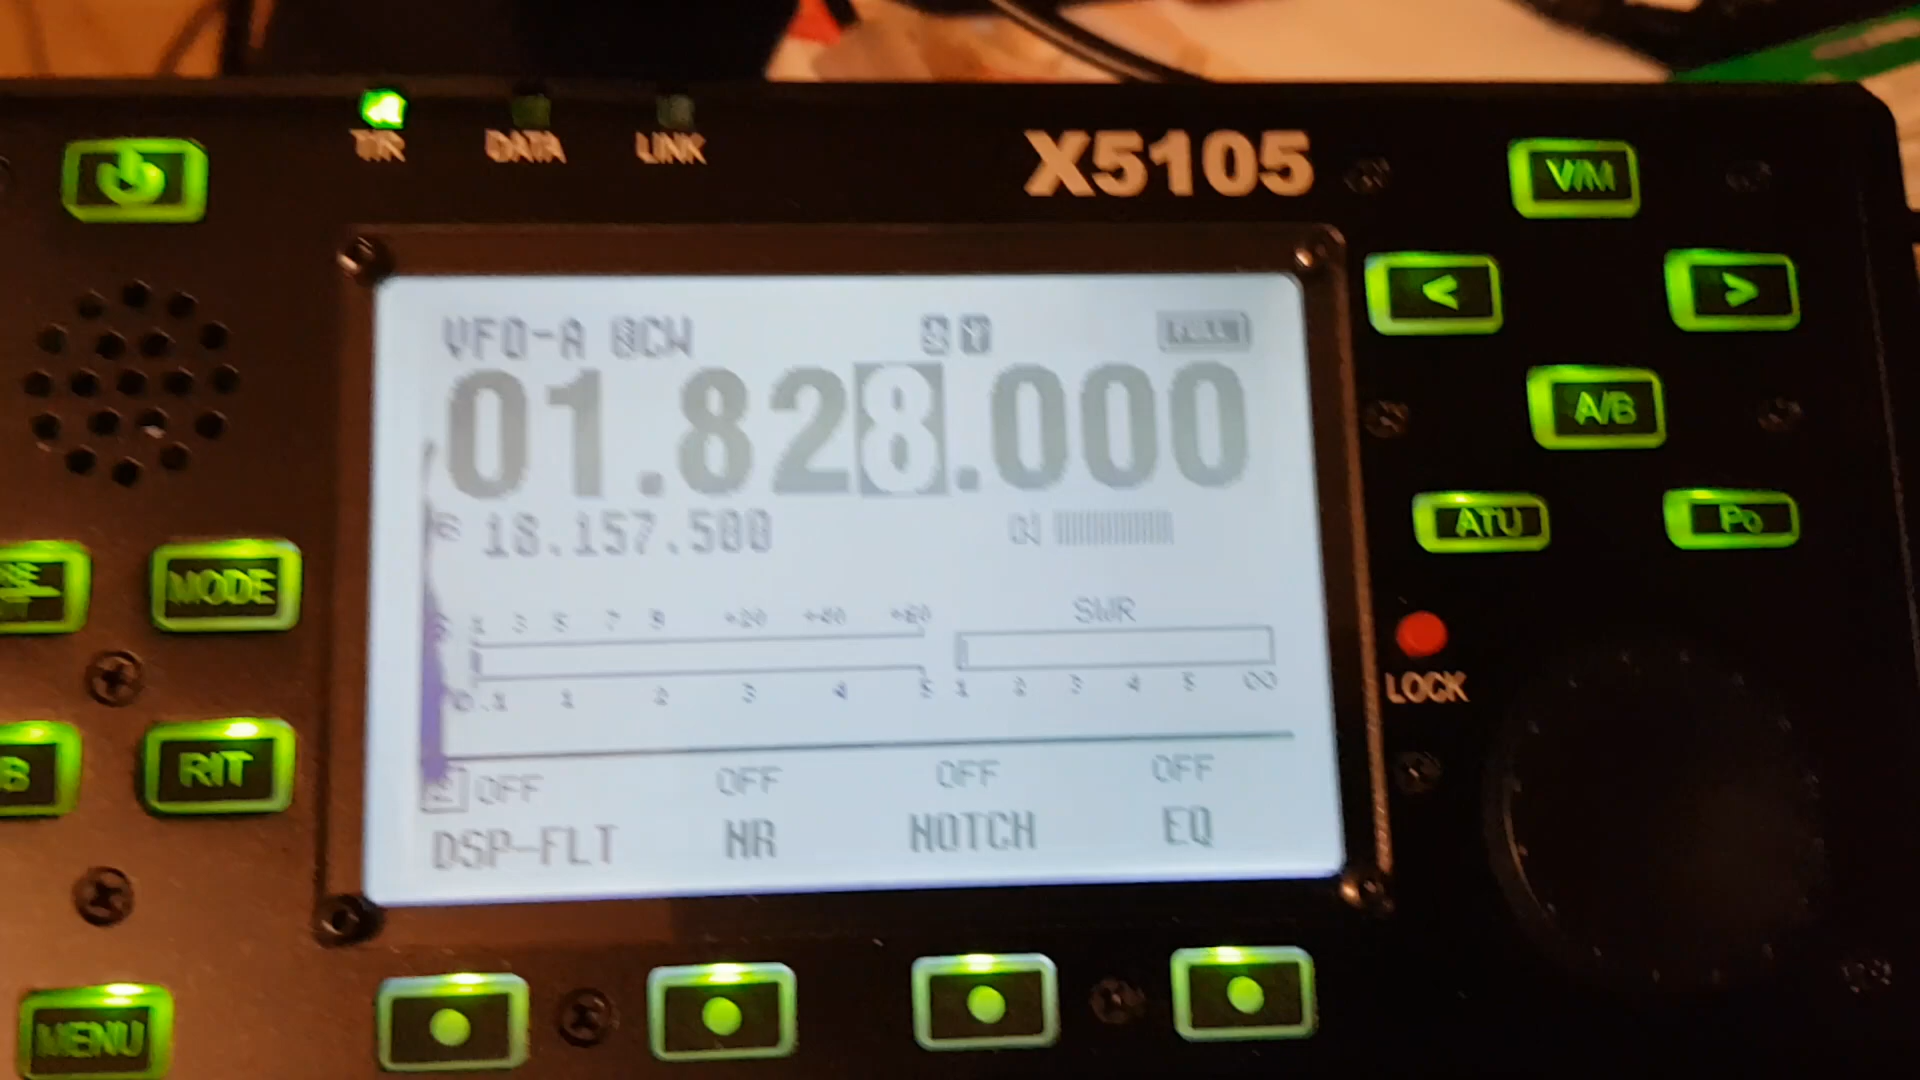 T/R DATA LINK
X5105
V/M
< >
VFO-A CW
01.828.000
A/B
18.157.500
ATU Po
MODE
1 3 5 7 9 +20 +40 +60 SWR
0.1 1 2 3 4 5 1 2 3 4 5 ∞
LOCK
RIT
OFF OFF OFF OFF
DSP-FLT NR NOTCH EQ
MENU